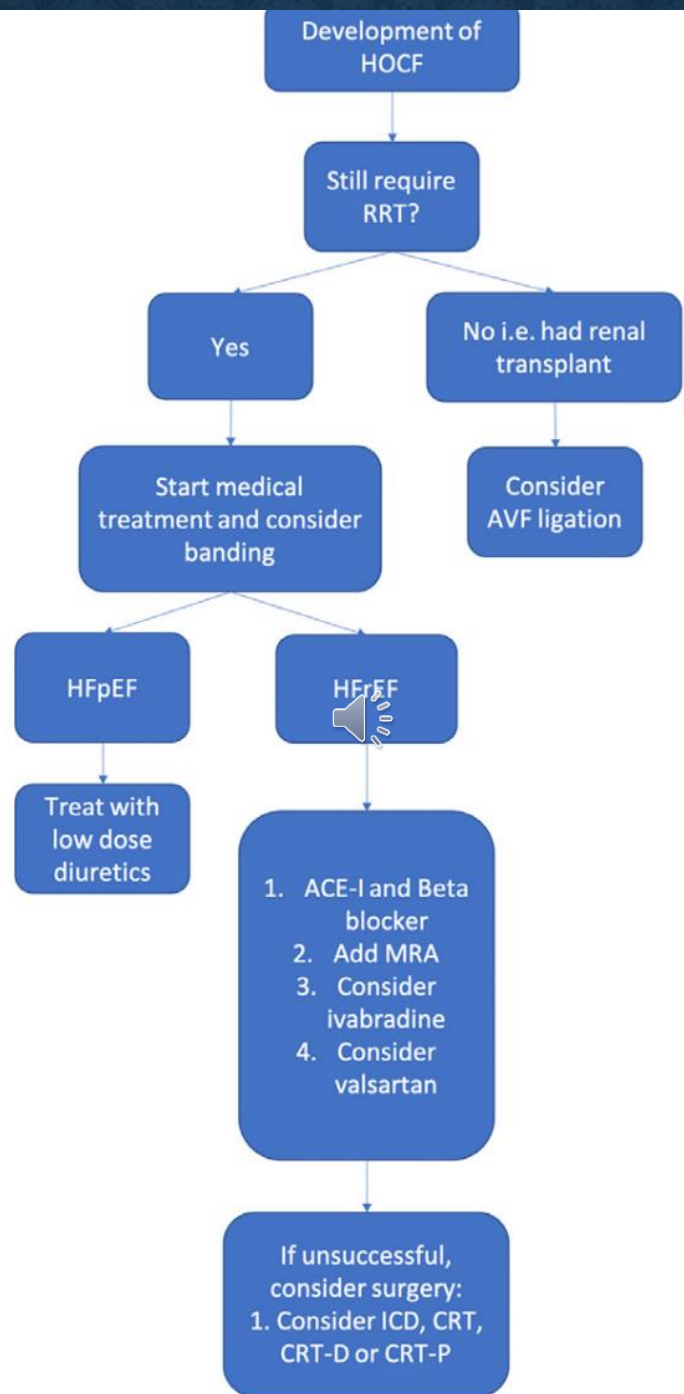 Development of
HOCF
Still require
RRT?
Yes
No i.e. had renal
transplant
Start medical
treatment and consider
banding
Consider
AVF ligation
HFpEF
HFrEF
Treat with
low dose
diuretics
1. ACE-I and Beta
blocker
2. Add MRA
3. Consider
ivabradine
4. Consider
valsartan
If unsuccessful,
consider surgery:
1. Consider ICD, CRT,
CRT-D or CRT-P